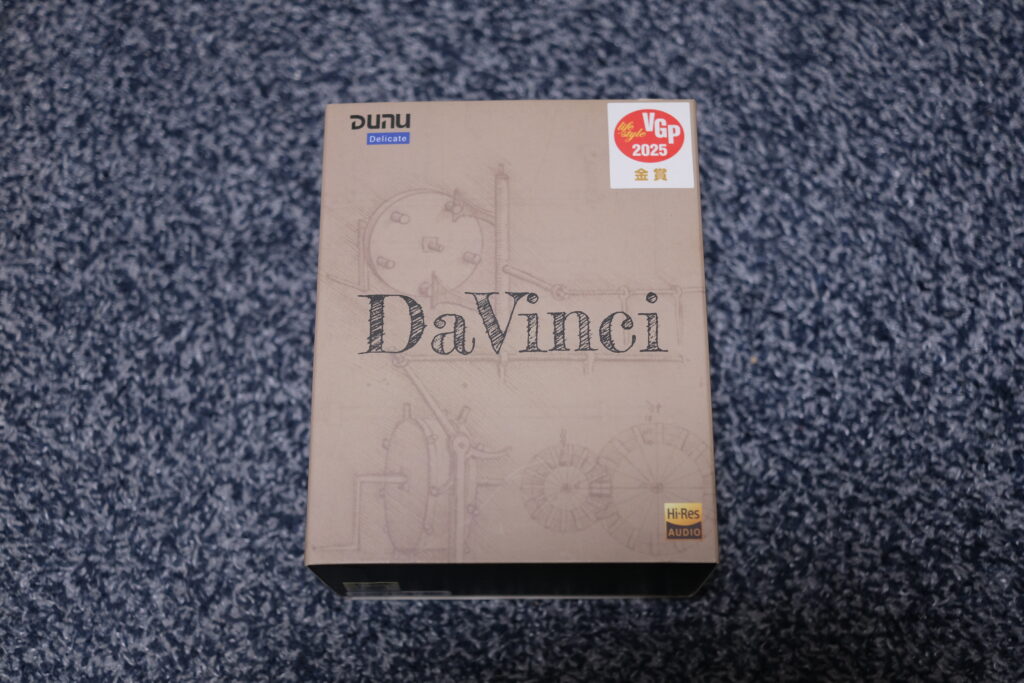 DUNU
Delicate
life style
VGP
2025
金賞
DaVinci
Hi-Res
AUDIO